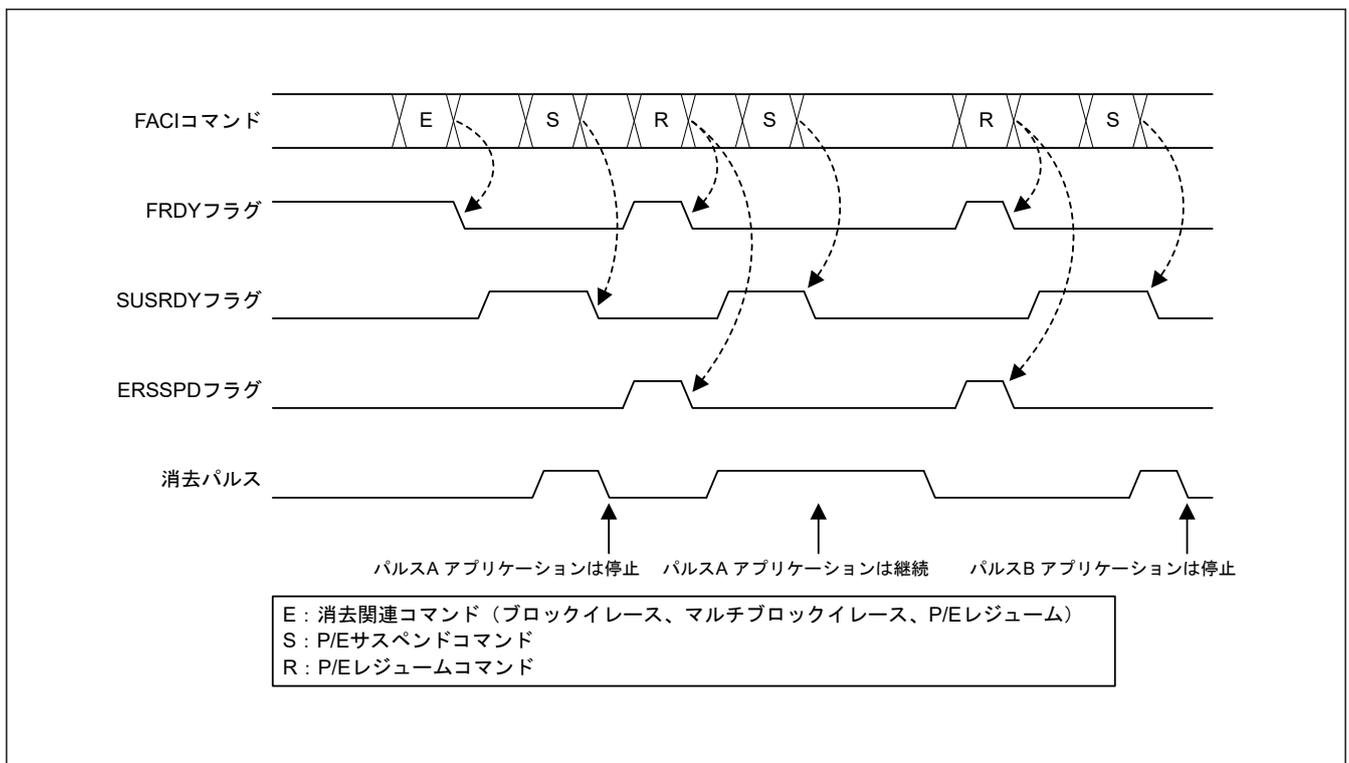 FACIコマンド
E S R S R S
FRDYフラグ
SUSRDYフラグ
ERSSPDフラグ
消去パルス
パルスA アプリケーションは停止 パルスA アプリケーションは継続 パルスB アプリケーションは停止
E：消去関連コマンド（ブロックイレース、マルチブロックイレース、P/Eレジューム）
S：P/Eサスペンドコマンド
R：P/Eレジュームコマンド